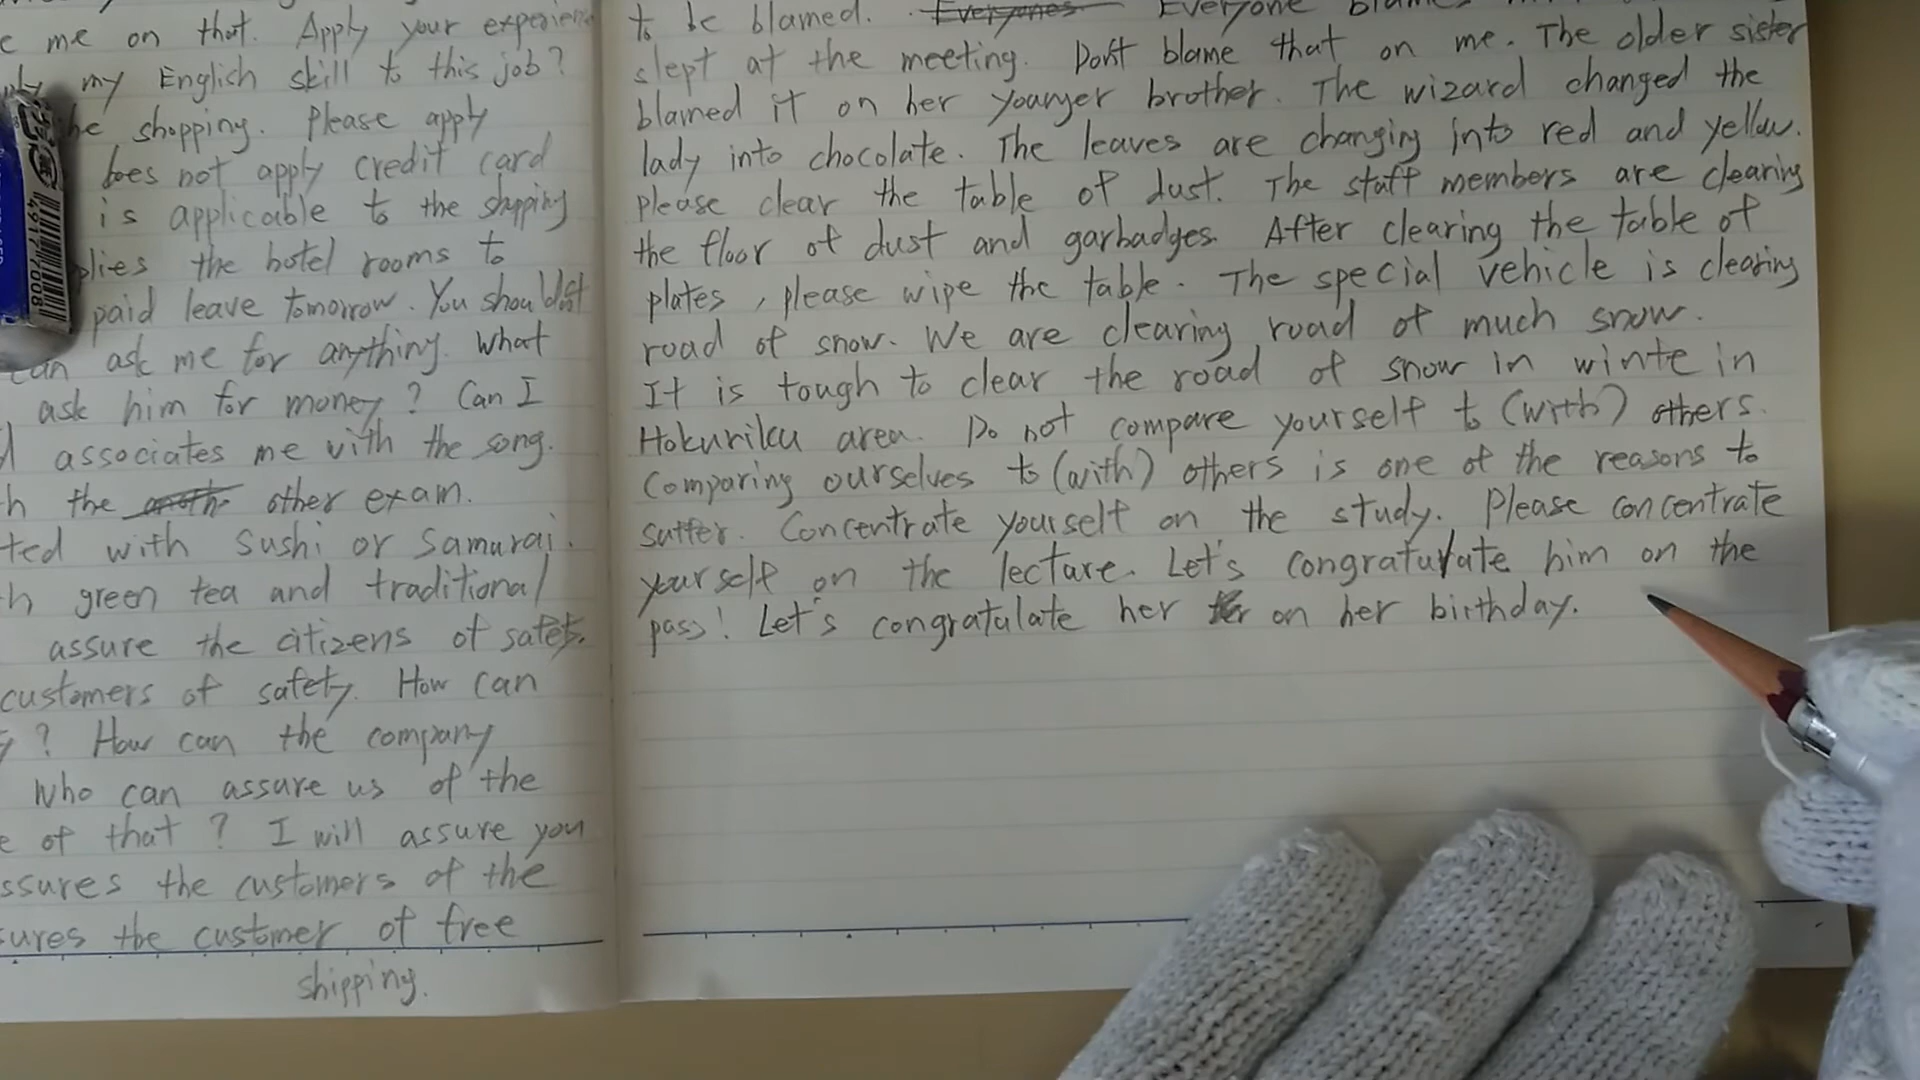 me on that. Apply your
my English skill to this job?
he shopping. Please apply
does not apply credit card
is applicable to the shipping
plies the hotel rooms to
paid leave tomorrow. You should
can ask me for anything. What
ask him for money? Can I
associates me with the song.
h the other exam.
ted with Sushi or Samurai.
h green tea and traditional
assure the citizens of safety.
customers of safety. How can
? How can the company
Who can assure us of the
e of that? I will assure you
ssures the customers of the
ures the customer of free
shipping.
4917 7008
to be blamed. Everyones Everyone
slept at the meeting. Don't blame that on me. The older sister
blamed it on her younger brother. The wizard changed the
lady into chocolate. The leaves are changing into red and yellow.
Please clear the table of dust. The staff members are clearing
the floor of dust and garbadges. After clearing the table of
plates, please wipe the table. The special vehicle is clearing
road of snow. We are clearing road of much snow.
It is tough to clear the road of snow in winte in
Hokuriku area. Do not compare yourself to (with) others.
Comparing ourselves to (with) others is one of the reasons to
suffer. Concentrate yourself on the study. Please concentrate
yourself on the lecture. Let's congraturate him on the
pass! Let's congratulate her on her birthday.